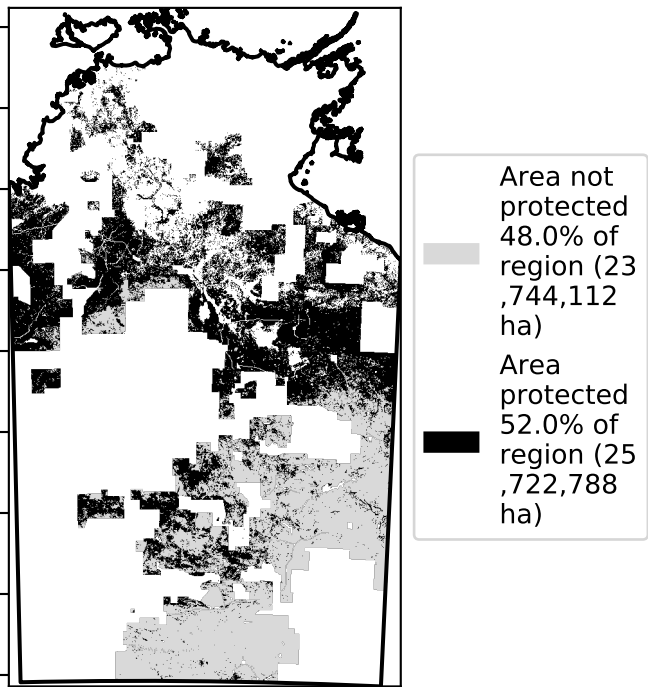 Area not
protected
48.0% of
region (23
,744,112
ha)
Area
protected
52.0% of
region (25
,722,788
ha)